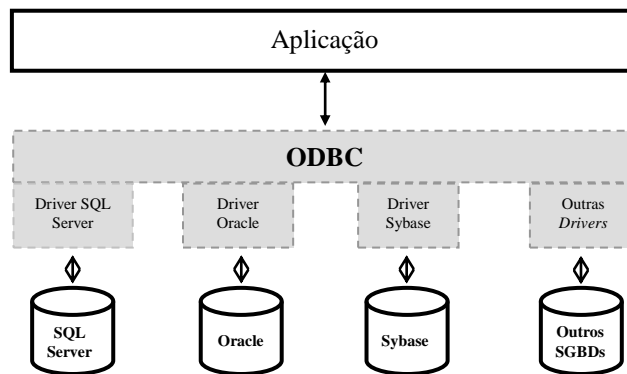 Aplicação
ODBC
Driver SQL
Server
Driver
Oracle
Driver
Sybase
Outras
Drivers
SQL
Server
Oracle
Sybase
Outros
SGBDs